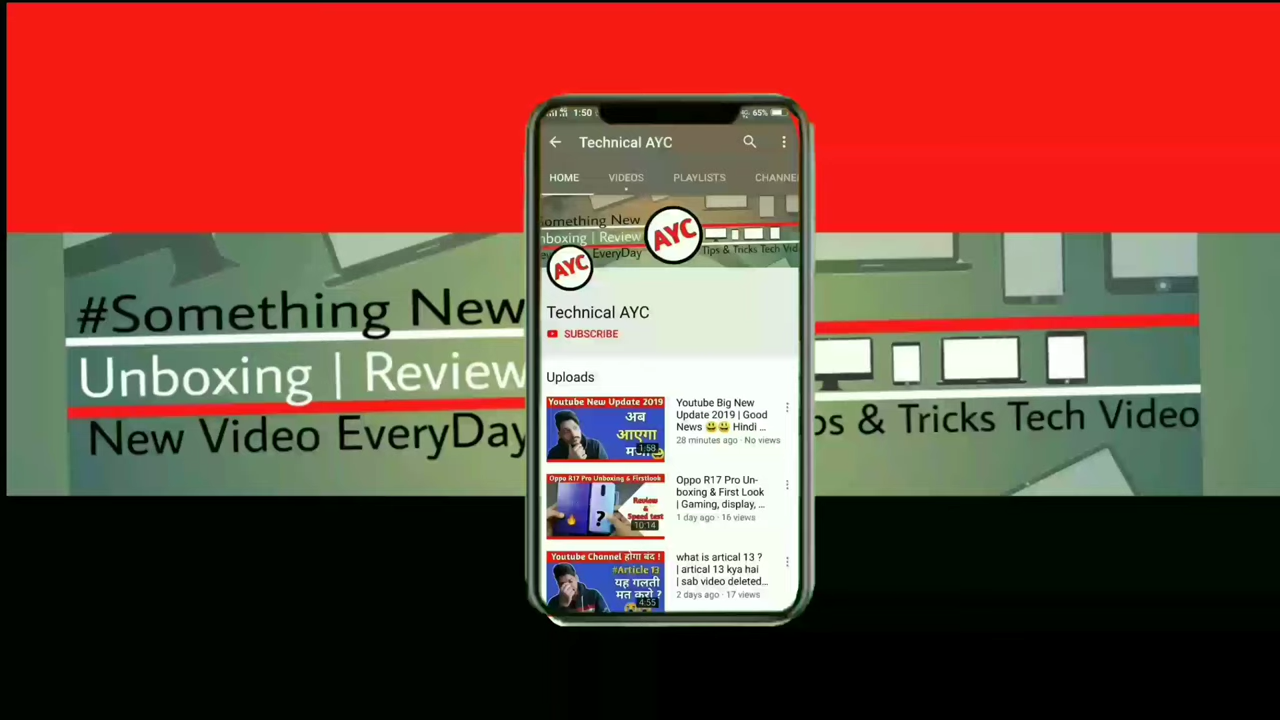 1:50
65%
Technical AYC
HOME VIDEOS PLAYLISTS CHANNE
Something New
Unboxing | Review
EveryDay
Tips & Tricks Tech Vid
AYC
AYC
Technical AYC
SUBSCRIBE
Uploads
Youtube New Update 2019
अब
आएगा
1:58
Youtube Big New
Update 2019 | Good
News 😃😃 Hindi ...
28 minutes ago · No views
Oppo R17 Pro Unboxing & Firstlook
?
Review
&
Speed test
10:14
Oppo R17 Pro Un-
boxing & First Look
| Gaming, display, ...
1 day ago · 16 views
Youtube Channel होगा बंद !
#Article 13
यह गलती
मत करो ?
4:55
what is artical 13 ?
| artical 13 kya hai
| sab video deleted...
2 days ago · 17 views
#Something New
Unboxing | Review
New Video EveryDay
ps & Tricks Tech Video